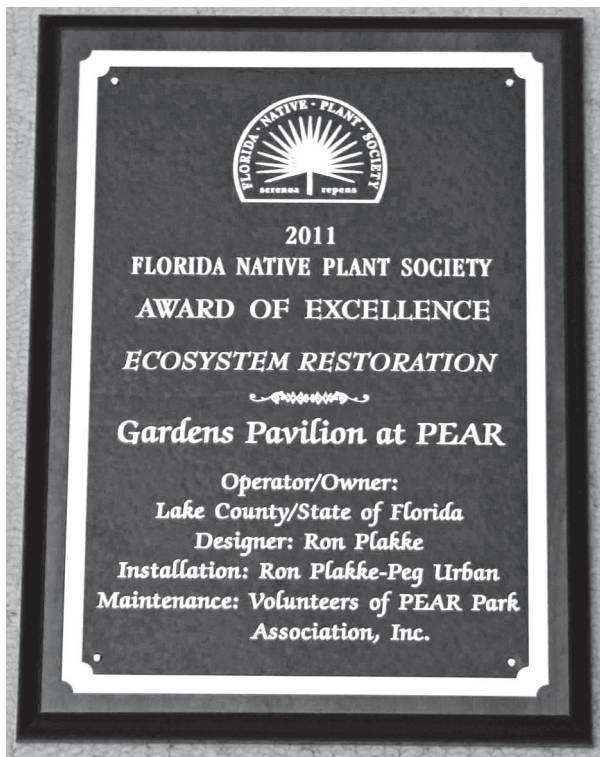 FLORIDA · NATIVE · PLANT · SOCIETY
serenoa repens
2011
FLORIDA NATIVE PLANT SOCIETY
AWARD OF EXCELLENCE
ECOSYSTEM RESTORATION
Gardens Pavilion at PEAR
Operator/Owner:
Lake County/State of Florida
Designer: Ron Plakke
Installation: Ron Plakke-Peg Urban
Maintenance: Volunteers of PEAR Park
Association, Inc.